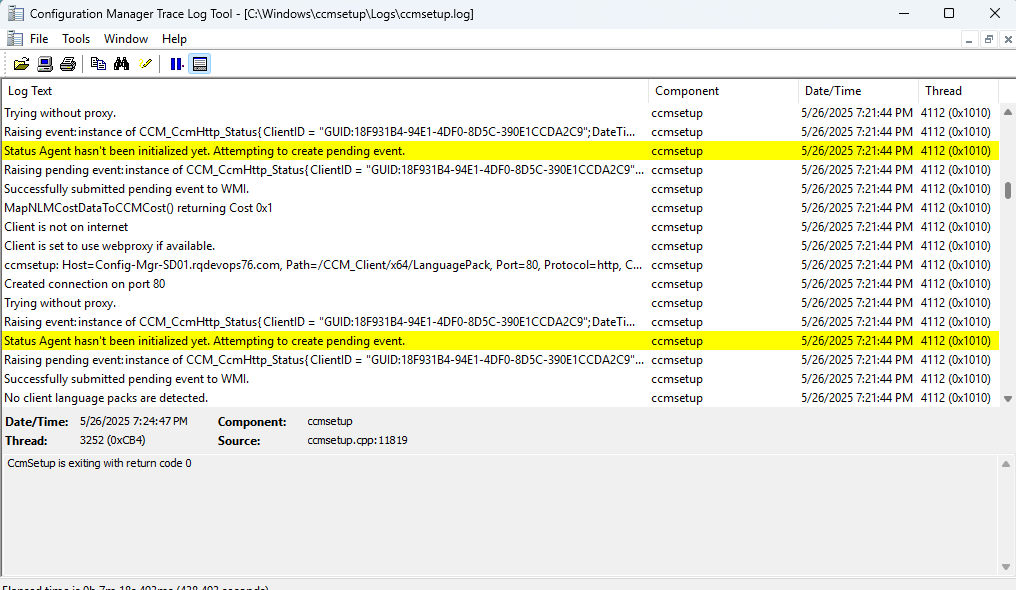 Configuration Manager Trace Log Tool - [C:\Windows\ccmsetup\Logs\ccmsetup.log]
File Tools Window Help
Log Text Component Date/Time Thread
Trying without proxy. ccmsetup 5/26/2025 7:21:44 PM 4112 (0x1010)
Raising event:instance of CCM_CcmHttp_Status{ClientID = "GUID:18F931B4-94E1-4DF0-8D5C-390E1CCDA2C9";DateTi... ccmsetup 5/26/2025 7:21:44 PM 4112 (0x1010)
Status Agent hasn't been initialized yet. Attempting to create pending event. ccmsetup 5/26/2025 7:21:44 PM 4112 (0x1010)
Raising pending event:instance of CCM_CcmHttp_Status{ClientID = "GUID:18F931B4-94E1-4DF0-8D5C-390E1CCDA2C9"... ccmsetup 5/26/2025 7:21:44 PM 4112 (0x1010)
Successfully submitted pending event to WMI. ccmsetup 5/26/2025 7:21:44 PM 4112 (0x1010)
MapNLMCostDataToCCMCost() returning Cost 0x1 ccmsetup 5/26/2025 7:21:44 PM 4112 (0x1010)
Client is not on internet ccmsetup 5/26/2025 7:21:44 PM 4112 (0x1010)
Client is set to use webproxy if available. ccmsetup 5/26/2025 7:21:44 PM 4112 (0x1010)
ccmsetup: Host=Config-Mgr-SD01.rqdevops76.com, Path=/CCM_Client/x64/LanguagePack, Port=80, Protocol=http, C... ccmsetup 5/26/2025 7:21:44 PM 4112 (0x1010)
Created connection on port 80 ccmsetup 5/26/2025 7:21:44 PM 4112 (0x1010)
Trying without proxy. ccmsetup 5/26/2025 7:21:44 PM 4112 (0x1010)
Raising event:instance of CCM_CcmHttp_Status{ClientID = "GUID:18F931B4-94E1-4DF0-8D5C-390E1CCDA2C9";DateTi... ccmsetup 5/26/2025 7:21:44 PM 4112 (0x1010)
Status Agent hasn't been initialized yet. Attempting to create pending event. ccmsetup 5/26/2025 7:21:44 PM 4112 (0x1010)
Raising pending event:instance of CCM_CcmHttp_Status{ClientID = "GUID:18F931B4-94E1-4DF0-8D5C-390E1CCDA2C9"... ccmsetup 5/26/2025 7:21:44 PM 4112 (0x1010)
Successfully submitted pending event to WMI. ccmsetup 5/26/2025 7:21:44 PM 4112 (0x1010)
No client language packs are detected. ccmsetup 5/26/2025 7:21:44 PM 4112 (0x1010)
Date/Time: 5/26/2025 7:24:47 PM Component: ccmsetup
Thread: 3252 (0xCB4) Source: ccmsetup.cpp:11819
CcmSetup is exiting with return code 0
Elapsed time is 0h 7m 18s